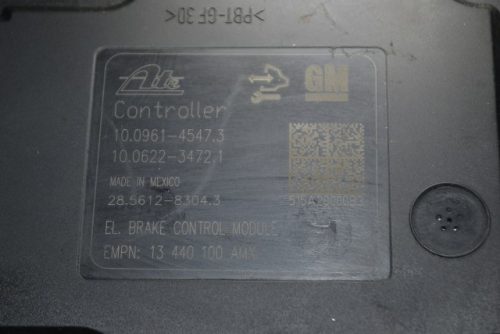 >PBT-GF30<
Ate
GM
Controller
10.0961-4547.3
10.0622-3472.1
MADE IN MEXICO
28.5612-8304.3
EL. BRAKE CONTROL MODULE
EMPN: 13 440 100 AMX